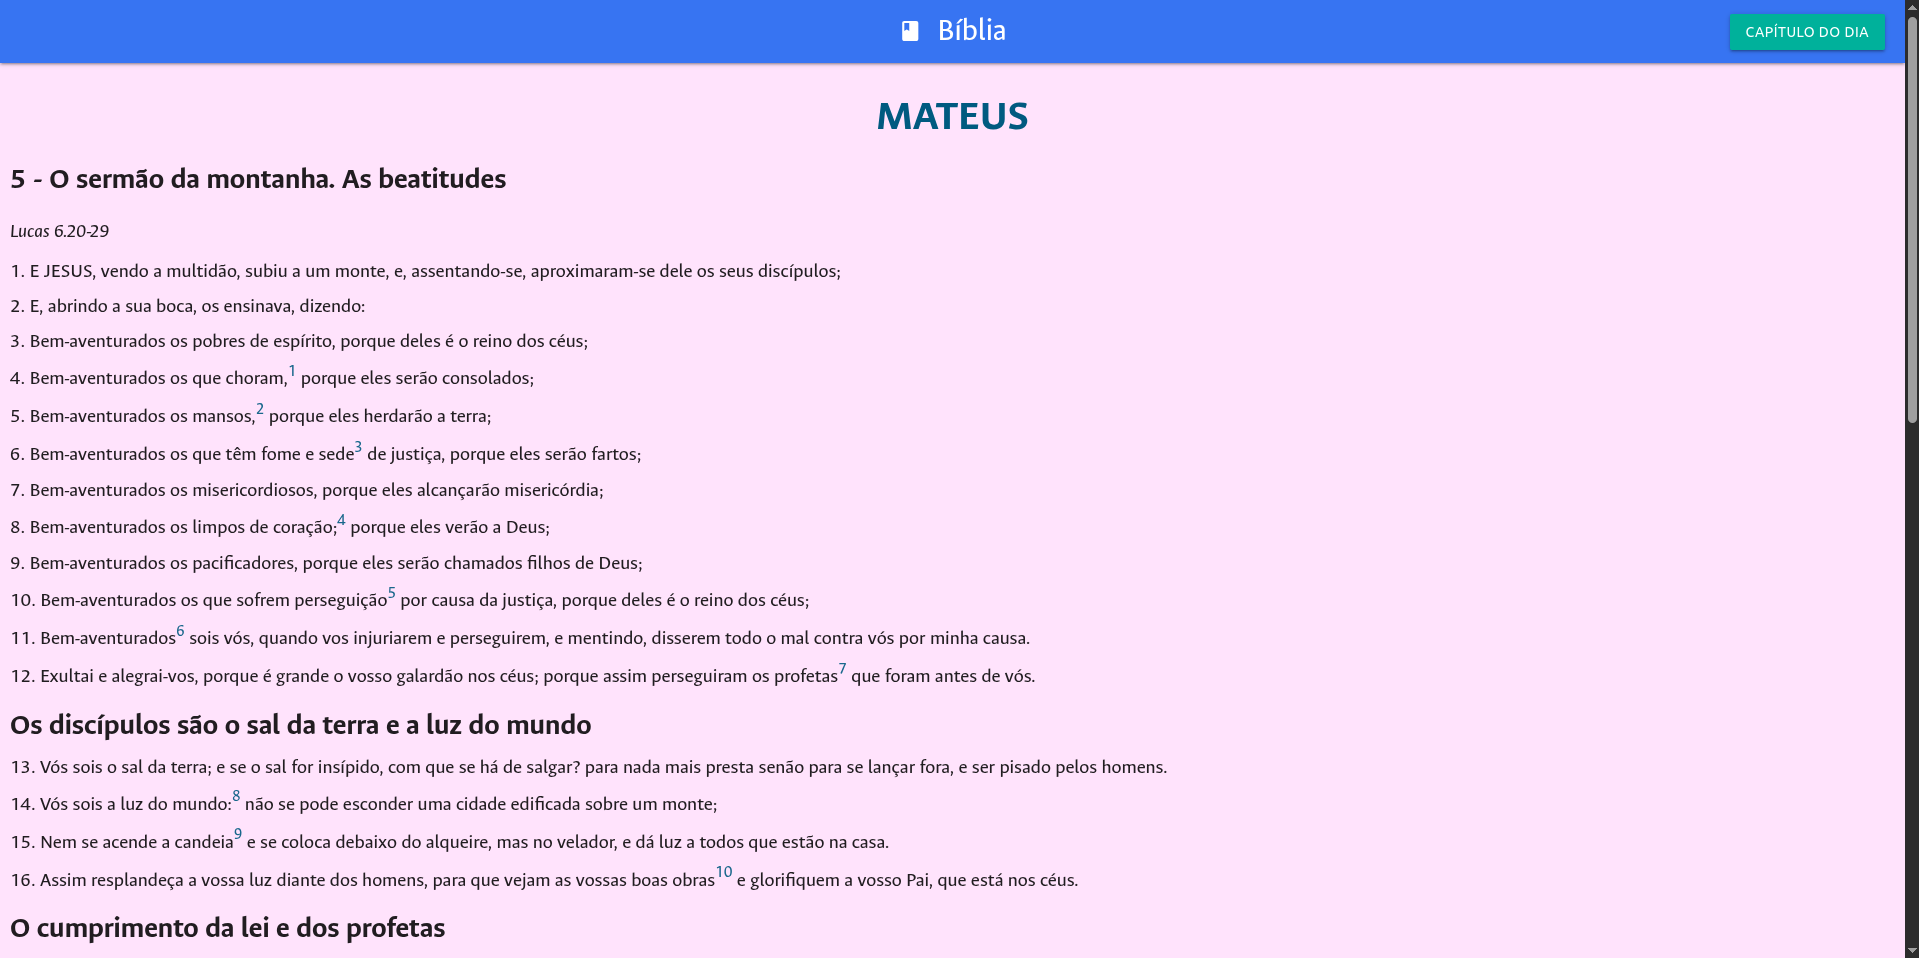 Bíblia
CAPÍTULO DO DIA
MATEUS
5 - O sermão da montanha. As beatitudes
Lucas 6.20-29
1. E JESUS, vendo a multidão, subiu a um monte, e, assentando-se, aproximaram-se dele os seus discípulos;
2. E, abrindo a sua boca, os ensinava, dizendo:
3. Bem-aventurados os pobres de espírito, porque deles é o reino dos céus;
4. Bem-aventurados os que choram,1 porque eles serão consolados;
5. Bem-aventurados os mansos,2 porque eles herdarão a terra;
6. Bem-aventurados os que têm fome e sede3 de justiça, porque eles serão fartos;
7. Bem-aventurados os misericordiosos, porque eles alcançarão misericórdia;
8. Bem-aventurados os limpos de coração;4 porque eles verão a Deus;
9. Bem-aventurados os pacificadores, porque eles serão chamados filhos de Deus;
10. Bem-aventurados os que sofrem perseguição5 por causa da justiça, porque deles é o reino dos céus;
11. Bem-aventurados6 sois vós, quando vos injuriarem e perseguirem, e mentindo, disserem todo o mal contra vós por minha causa.
12. Exultai e alegrai-vos, porque é grande o vosso galardão nos céus; porque assim perseguiram os profetas7 que foram antes de vós.
Os discípulos são o sal da terra e a luz do mundo
13. Vós sois o sal da terra; e se o sal for insípido, com que se há de salgar? para nada mais presta senão para se lançar fora, e ser pisado pelos homens.
14. Vós sois a luz do mundo:8 não se pode esconder uma cidade edificada sobre um monte;
15. Nem se acende a candeia9 e se coloca debaixo do alqueire, mas no velador, e dá luz a todos que estão na casa.
16. Assim resplandeça a vossa luz diante dos homens, para que vejam as vossas boas obras10 e glorifiquem a vosso Pai, que está nos céus.
O cumprimento da lei e dos profetas